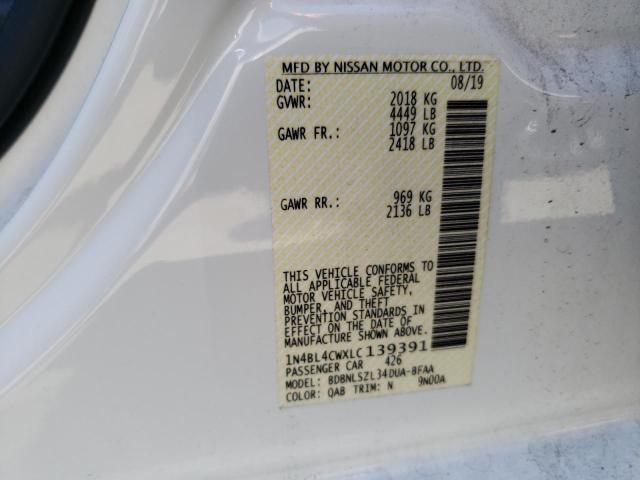 MFD BY NISSAN MOTOR CO., LTD.
DATE: 08/19
GVWR: 2018 KG
4449 LB
GAWR FR.: 1097 KG
2418 LB
GAWR RR.: 969 KG
2136 LB
THIS VEHICLE CONFORMS TO
ALL APPLICABLE FEDERAL
MOTOR VEHICLE SAFETY,
BUMPER, AND THEFT
PREVENTION STANDARDS IN
EFFECT ON THE DATE OF
MANUFACTURE SHOWN ABOVE.
1N4BL4CWXLC139391
PASSENGER CAR 426
MODEL: BDBNLSZL34DUA-BFAA
COLOR: QAB TRIM: N 9N00A